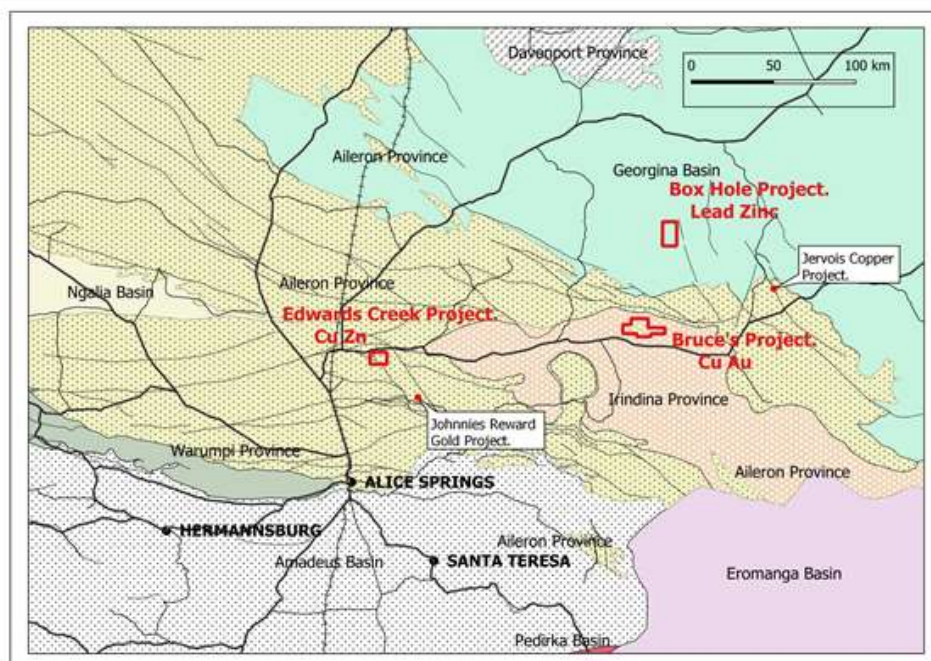 Davenport Province
0 50 100 km
Aileron Province
Georgina Basin
Box Hole Project.
Lead Zinc
Jervois Copper
Project.
Aileron Province
Ngalia Basin
Edwards Creek Project.
Cu Zn
Bruce's Project.
Cu Au
Irindina Province
Johnnies Reward
Gold Project.
Warumpi Province
Aileron Province
ALICE SPRINGS
HERMANNSBURG
Aileron Province
Amadeus Basin
SANTA TERESA
Eromanga Basin
Pedirka Basin